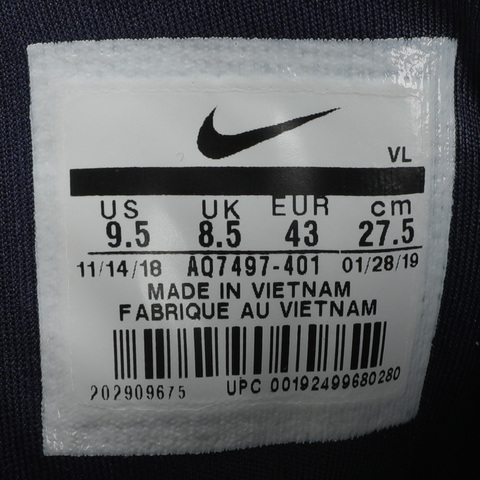 VL
US UK EUR cm
9.5 8.5 43 27.5
11/14/18 AQ7497-401 01/28/19
MADE IN VIETNAM
FABRIQUE AU VIETNAM
202909675 UPC 00192499680280